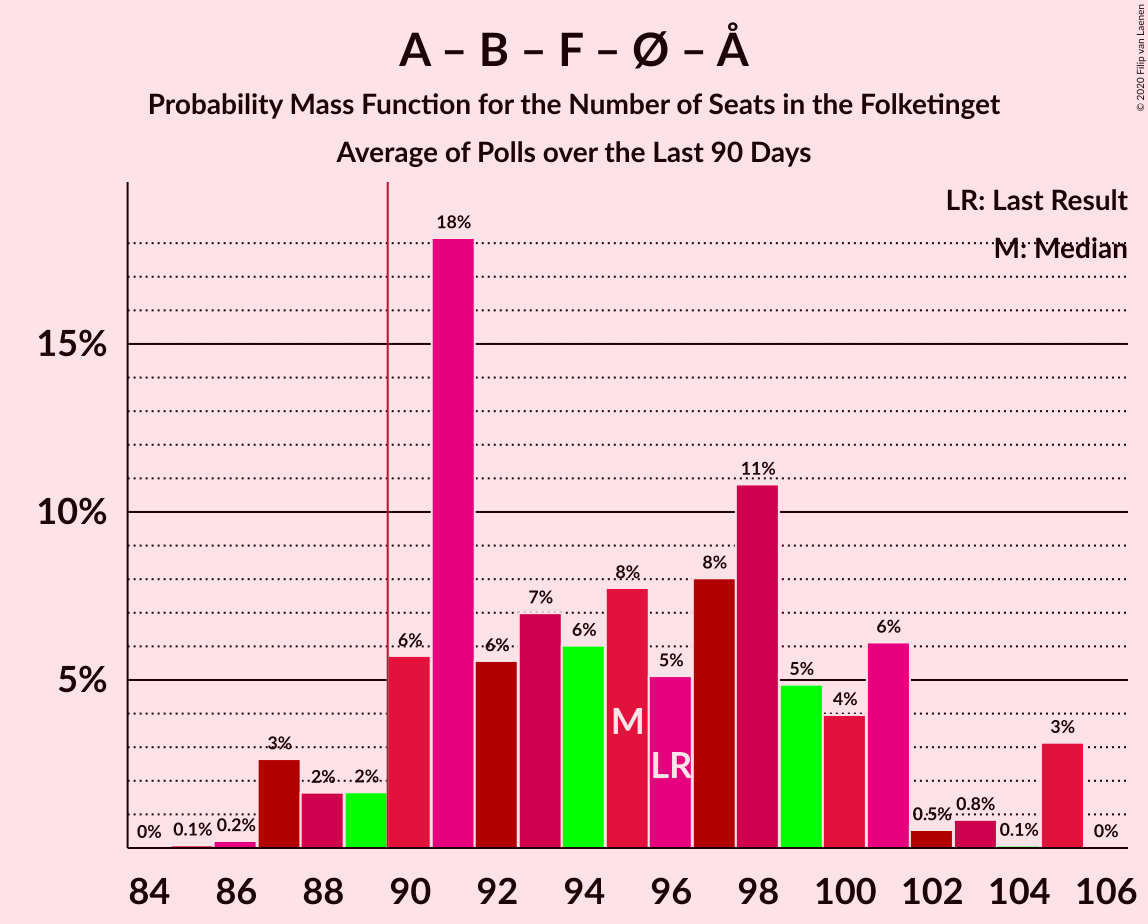 A – B – F – Ø – Å
Probability Mass Function for the Number of Seats in the Folketinget
Average of Polls over the Last 90 Days
© 2020 Filip van Laenen
LR: Last Result
M: Median
15%
10%
5%
0%
0.1%
0.2%
3%
2%
2%
6%
18%
6%
7%
6%
8%
5%
8%
11%
5%
4%
6%
0.5%
0.8%
0.1%
3%
0%
M
LR
84 86 88 90 92 94 96 98 100 102 104 106